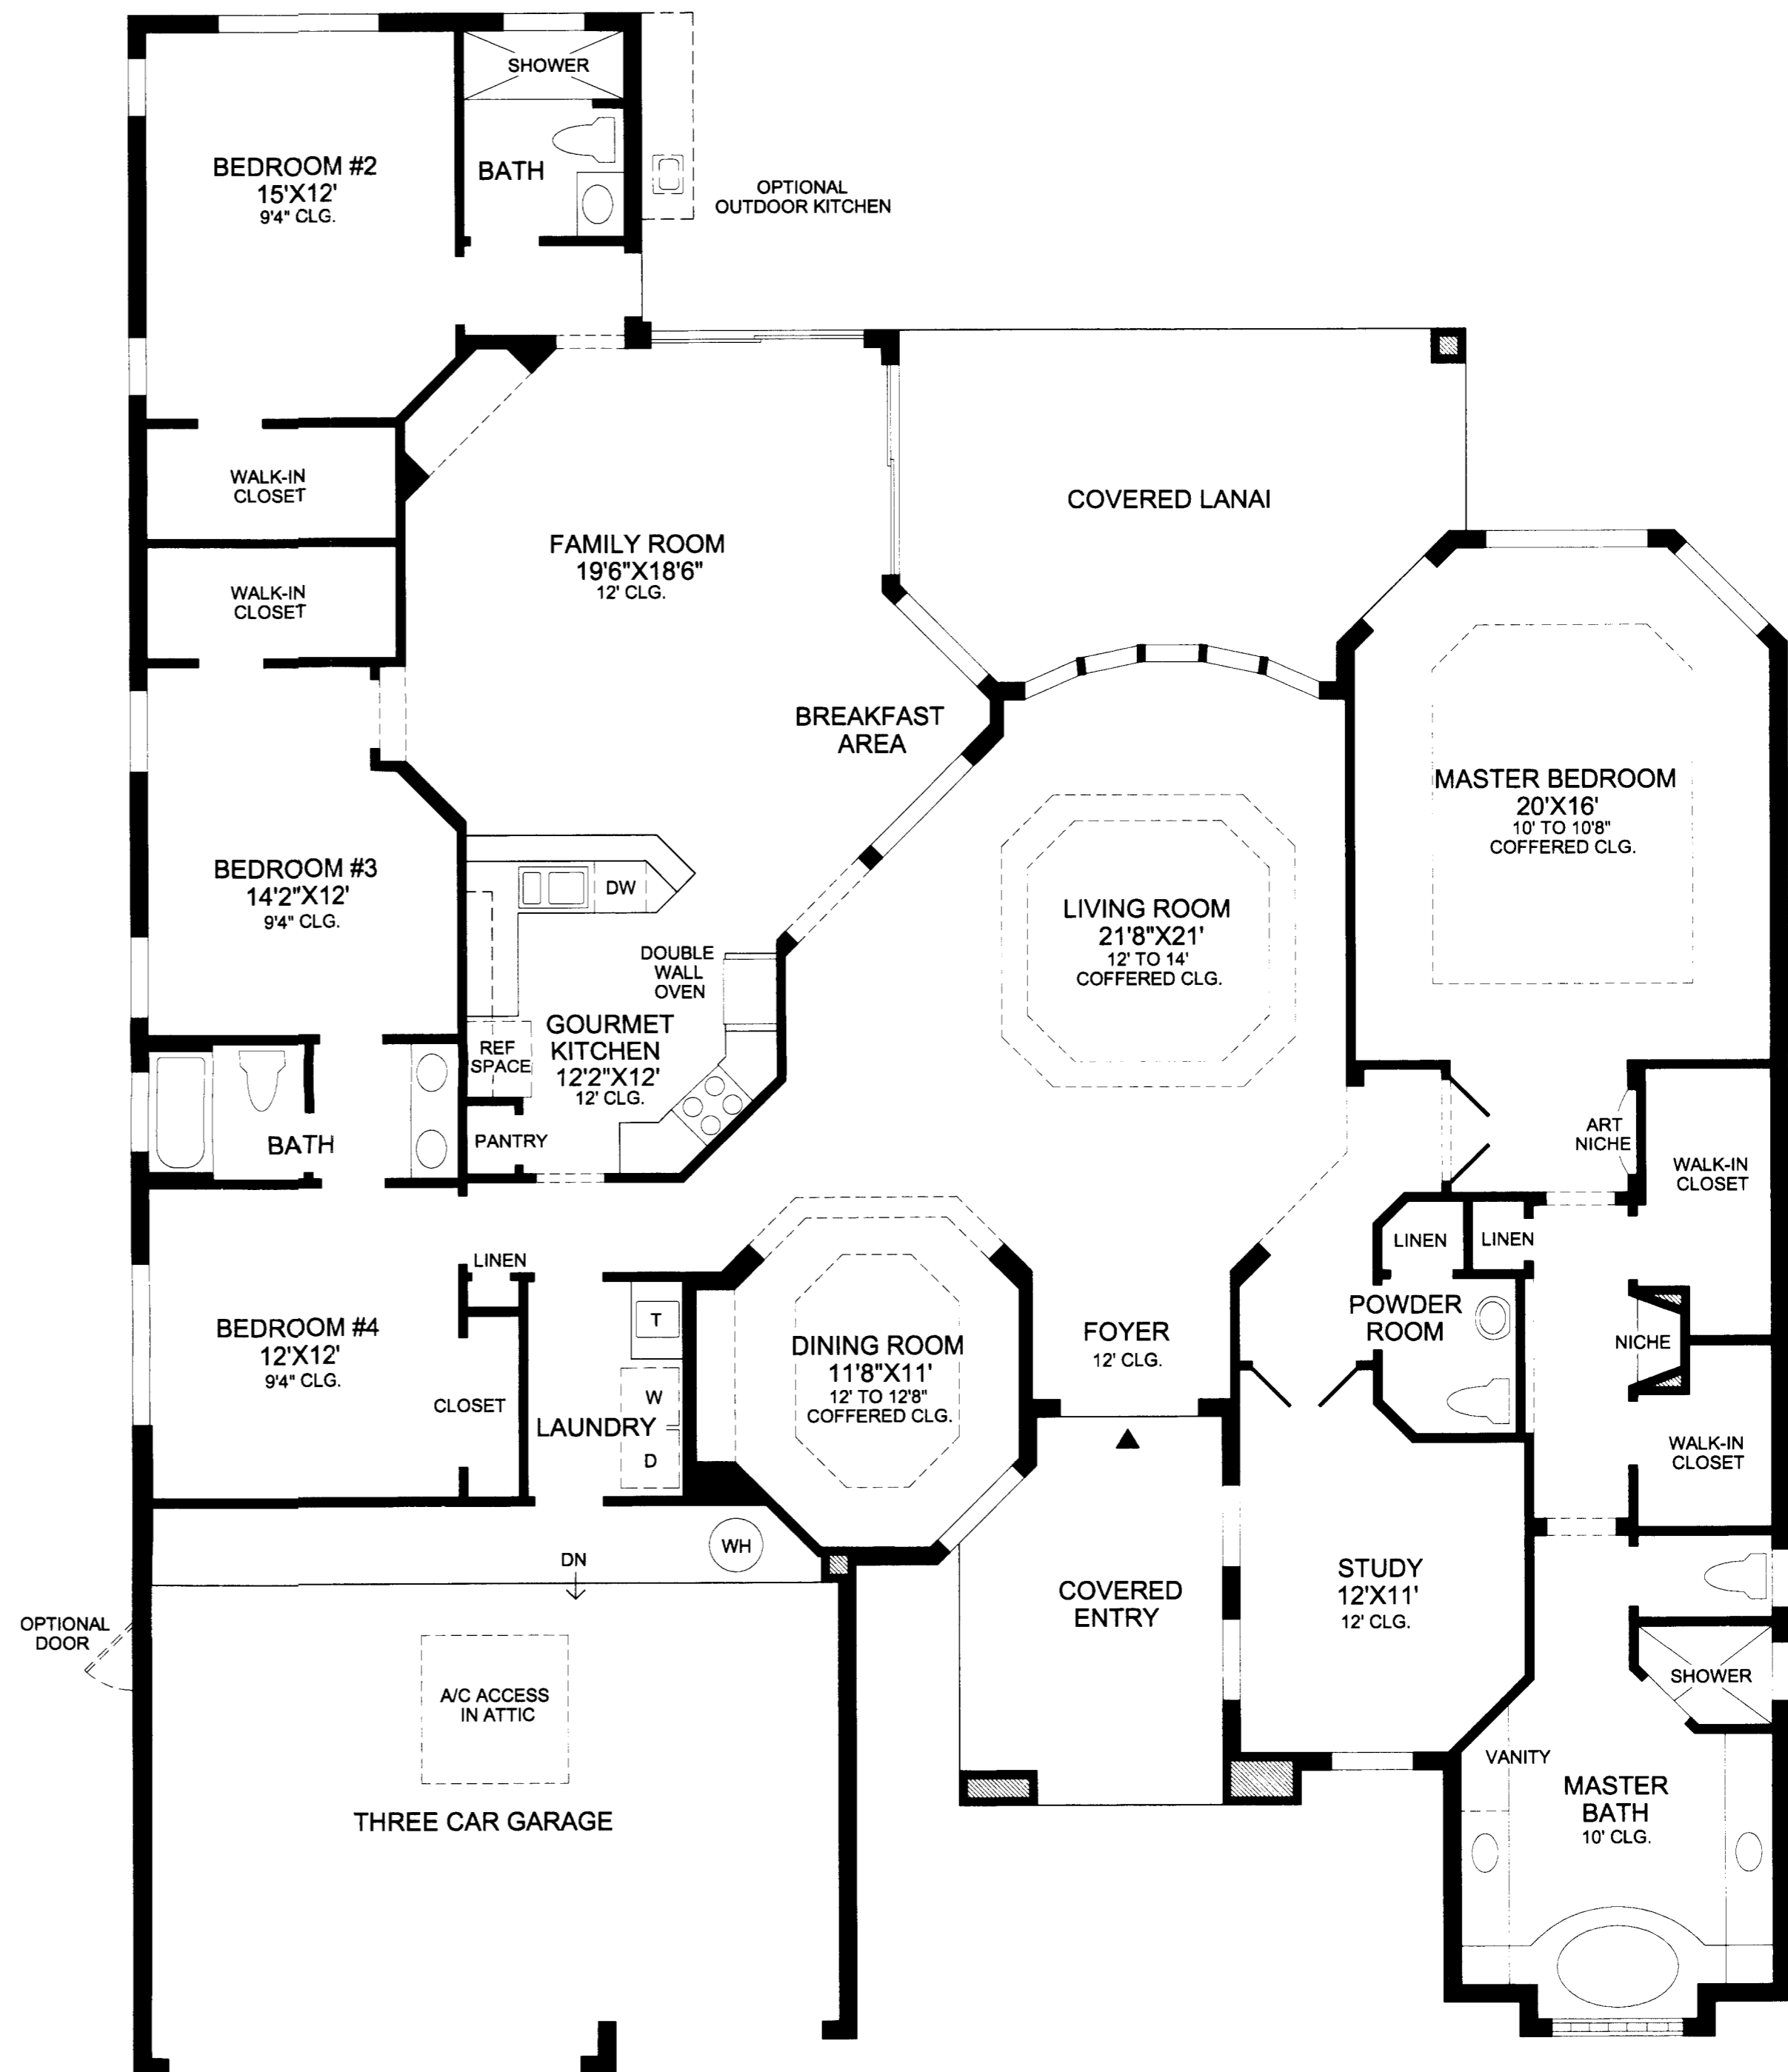 SHOWER
BEDROOM #2
15'X12'
9'4" CLG.
BATH
OPTIONAL
OUTDOOR KITCHEN
WALK-IN
CLOSET
WALK-IN
CLOSET
FAMILY ROOM
19'6"X18'6"
12' CLG.
COVERED LANAI
BREAKFAST
AREA
MASTER BEDROOM
20'X16'
10' TO 10'8"
COFFERED CLG.
BEDROOM #3
14'2"X12'
9'4" CLG.
DW
LIVING ROOM
21'8"X21'
12' TO 14'
COFFERED CLG.
DOUBLE
WALL
OVEN
GOURMET
KITCHEN
12'2"X12'
12' CLG.
REF
SPACE
PANTRY
BATH
ART
NICHE
WALK-IN
CLOSET
LINEN
LINEN
LINEN
BEDROOM #4
12'X12'
9'4" CLG.
CLOSET
T
W
D
LAUNDRY
DINING ROOM
11'8"X11'
12' TO 12'8"
COFFERED CLG.
FOYER
12' CLG.
POWDER
ROOM
NICHE
WALK-IN
CLOSET
WH
DN
OPTIONAL
DOOR
A/C ACCESS
IN ATTIC
THREE CAR GARAGE
COVERED
ENTRY
STUDY
12'X11'
12' CLG.
SHOWER
VANITY
MASTER
BATH
10' CLG.